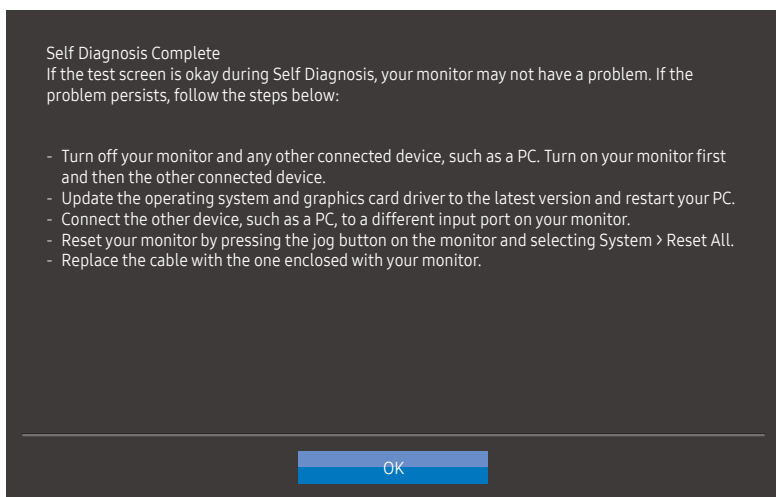 Self Diagnosis Complete
If the test screen is okay during Self Diagnosis, your monitor may not have a problem. If the
problem persists, follow the steps below:
- Turn off your monitor and any other connected device, such as a PC. Turn on your monitor first
and then the other connected device.
- Update the operating system and graphics card driver to the latest version and restart your PC.
- Connect the other device, such as a PC, to a different input port on your monitor.
- Reset your monitor by pressing the jog button on the monitor and selecting System > Reset All.
- Replace the cable with the one enclosed with your monitor.
OK